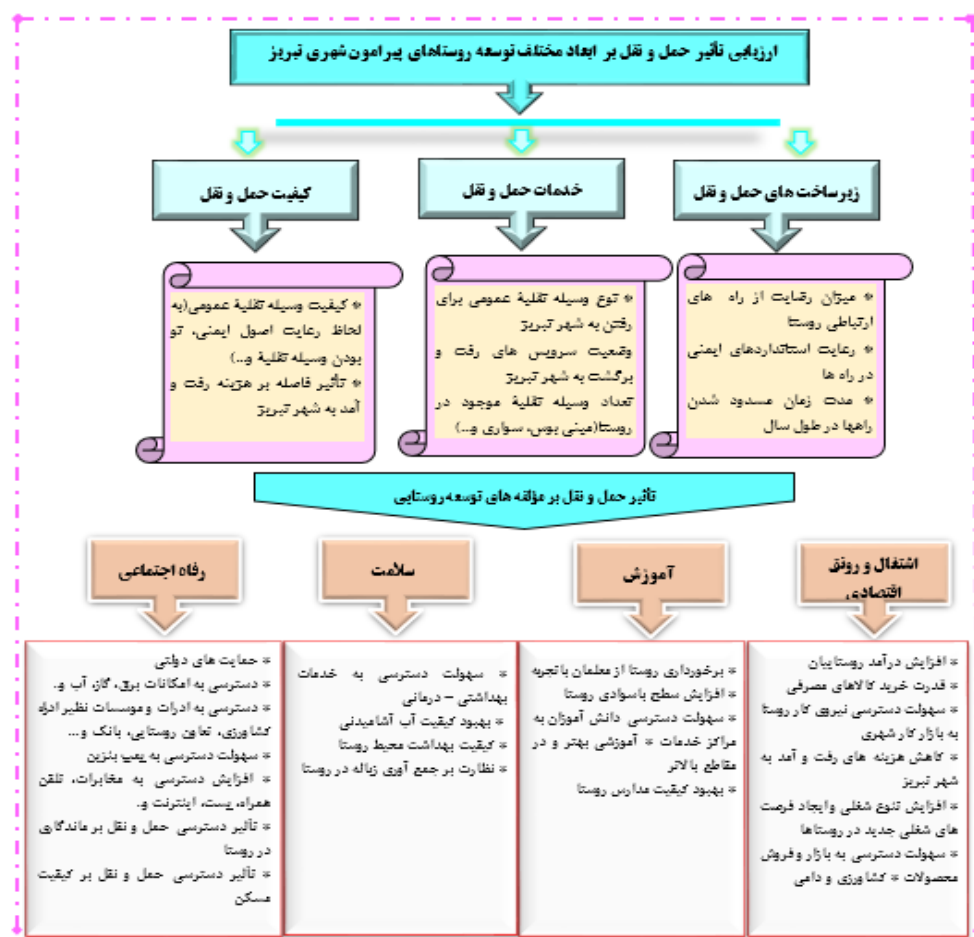 ارزیابی تأثیر حمل و نقل بر ابعاد مختلف توسعه روستاهای پیرامون شهری تبریز
زیرساخت های حمل و نقل
خدمات حمل و نقل
کیفیت حمل و نقل
* میزان رضایت از راه های
ارتباطی روستا
* رعایت استانداردهای ایمنی
در راه ها
* مدت زمان مسدود شدن
راهها در طول سال
* نوع وسیله نقلیة عمومی برای
رفتن به شهر تبریز
وضعیت سرویس های رفت و
برگشت به شهر تبریز
تعداد وسیله نقلیة موجود در
روستا(مینی بوس، سواری و...)
* کیفیت وسیله نقلیة عمومی(به
لحاظ رعایت اصول ایمنی، نو
بودن وسیله نقلیة و...)
* تأثیر فاصله بر هزینه رفت و
آمد به شهر تبریز
تأثیر حمل و نقل بر مؤلفه های توسعه روستایی
اشتغال و رونق
اقتصادی
آموزش
سلامت
رفاه اجتماعی
* افزایش درآمد روستاییان
* قدرت خرید کالاهای مصرفی
* سهولت دسترسی نیروی کار روستا
به بازار کار شهری
* کاهش هزینه های رفت و آمد به
شهر تبریز
* افزایش تنوع شغلی و ایجاد فرصت
های شغلی جدید در روستاها
* سهولت دسترسی به بازار و فروش
محصولات * کشاورزی و دامی
* برخورداری روستا از معلمان باتجربه
* افزایش سطح باسوادی روستا
* سهولت دسترسی دانش آموزان به
مراکز خدمات * آموزشی بهتر و در
مقاطع بالاتر
* بهبود کیفیت مدارس روستا
* سهولت دسترسی به خدمات
بهداشتی – درمانی
* بهبود کیفیت آب آشامیدنی
* کیفیت بهداشت محیط روستا
* نظارت بر جمع آوری زباله در روستا
* حمایت های دولتی
* دسترسی به امکانات برق، گاز، آب و.
* دسترسی به ادرات و موسسات نظیر اداره
کشاورزی، تعاون روستایی، بانک و...
* سهولت دسترسی به پمپ بنزین
* افزایش دسترسی به مخابرات، تلفن
همراه، پست، اینترنت و.
* تأثیر دسترسی حمل و نقل بر ماندگاری
در روستا
* تأثیر دسترسی حمل و نقل بر کیفیت
مسکن